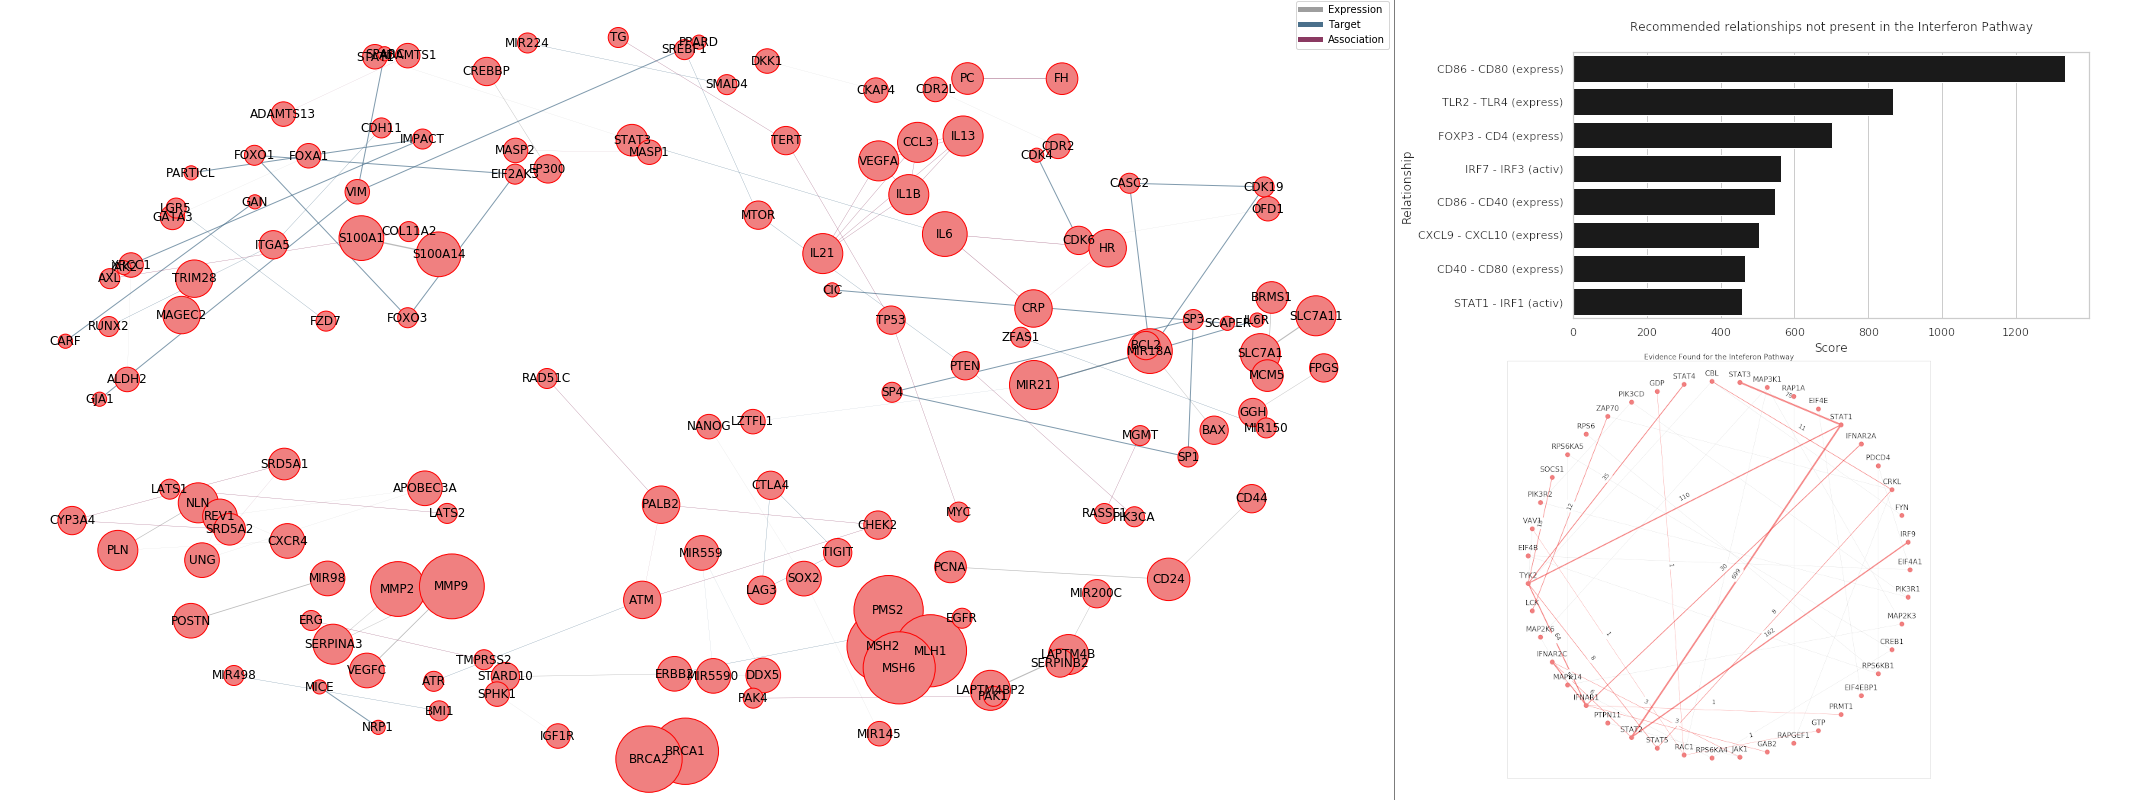 Expression
Target
Association
MIR224
TG
PPARD
SREBF1
ADAMTS1
CREBBP
DKK1
SMAD4
CKAP4
CDR2L
PC
FH
ADAMTS13
CDH11
IMPACT
FOXO1
FOXA1
PARTICL
MASP2
EIF2AK3
EP300
STAT3
MASP1
TERT
VEGFA
CCL3
IL13
IL1B
CDK4
CDR2
CASC2
CDK19
OFD1
VIM
GAN
LGR5
GATA3
ITGA5
S100A1
COL11A2
S100A14
MTOR
IL21
IL6
CDK6
HR
XRCC1
AXL
TRIM28
MAGEC2
RUNX2
CARF
FZD7
FOXO3
CIC
TP53
CRP
ZFAS1
SP3
SCAPER
IL6R
BRMS1
SLC7A11
BCL2
MIR18A
SLC7A1
MCM5
FPGS
ALDH2
GJA1
RAD51C
PTEN
MIR21
SP4
NANOG
LZTFL1
MGMT
SP1
BAX
GGH
MIR150
SRD5A1
LATS1
NLN
REV1
SRD5A2
CYP3A4
PLN
UNG
CXCR4
APOBEC3A
LATS2
PALB2
CTLA4
CHEK2
MYC
RASSF1
PIK3CA
CD44
MIR559
TIGIT
LAG3
SOX2
PCNA
CD24
MIR200C
MIR98
POSTN
MMP2
MMP9
ERG
SERPINA3
VEGFC
ATM
PMS2
EGFR
MSH2
MLH1
MSH6
LAPTM4B
SERPINB2
MIR498
MICE
NRP1
TMPRSS2
ATR
STARD10
SPHK1
BMI1
IGF1R
ERBB2
MIR5590
DDX5
PAK4
LAPTM4BP2
PAK1
MIR145
BRCA2
BRCA1
Recommended relationships not present in the Interferon Pathway
Relationship
CD86 - CD80 (express)
TLR2 - TLR4 (express)
FOXP3 - CD4 (express)
IRF7 - IRF3 (activ)
CD86 - CD40 (express)
CXCL9 - CXCL10 (express)
CD40 - CD80 (express)
STAT1 - IRF1 (activ)
0 200 400 600 800 1000 1200
Score
Evidence Found for the Inteferon Pathway
CBL
STAT3
MAP3K1
RAP1A
EIF4E
STAT1
IFNAR2A
PDCD4
CRKL
FYN
IRF9
EIF4A1
PIK3R1
MAP2K3
CREB1
RPS6KB1
EIF4EBP1
PRMT1
GTP
RAPGEF1
GAB2
JAK1
RPS6KA4
RAC1
STAT5
STAT2
PTPN11
IFNAR1
MAPK14
IFNAR2C
MAP2K6
LCK
TYK2
EIF4B
VAV1
PIK3R2
SOCS1
RPS6KA5
RPS6
ZAP70
PIK3CD
GDP
STAT4
11
35
110
12
30
699
1
8
162
1
64
8
3
3
1
1